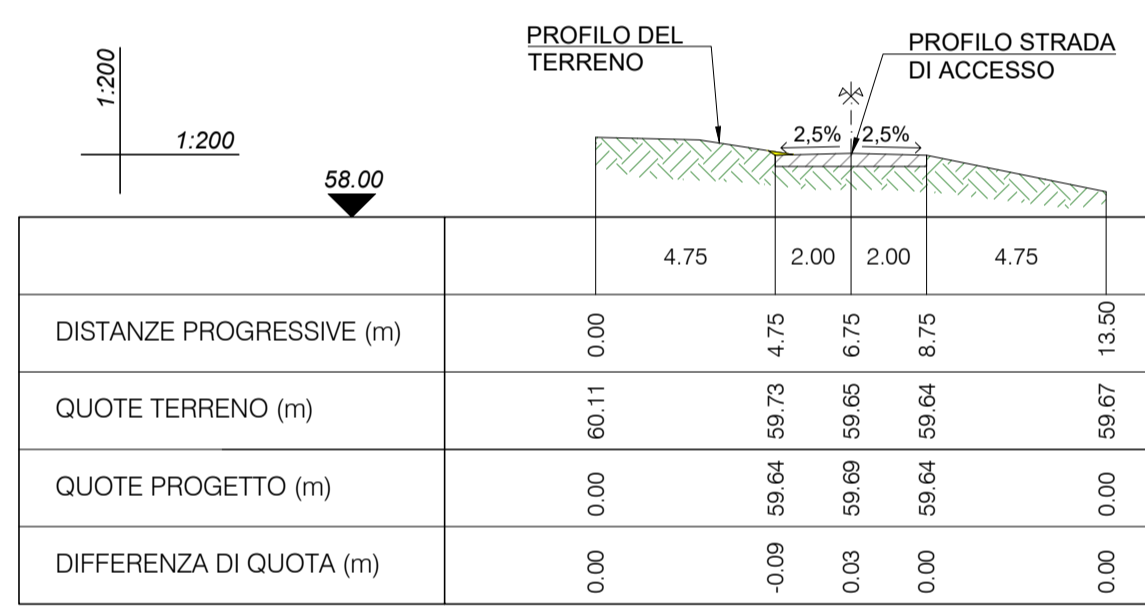 PROFILO DEL
TERRENO
PROFILO STRADA
DI ACCESSO
1:200
1:200
2,5% 2,5%
58.00
4.75 2.00 2.00 4.75
DISTANZE PROGRESSIVE (m) 0.00 4.75 6.75 8.75 13.50
QUOTE TERRENO (m) 60.11 59.73 59.65 59.64 59.67
QUOTE PROGETTO (m) 0.00 59.64 59.69 59.64 0.00
DIFFERENZA DI QUOTA (m) 0.00 -0.09 0.03 0.00 0.00